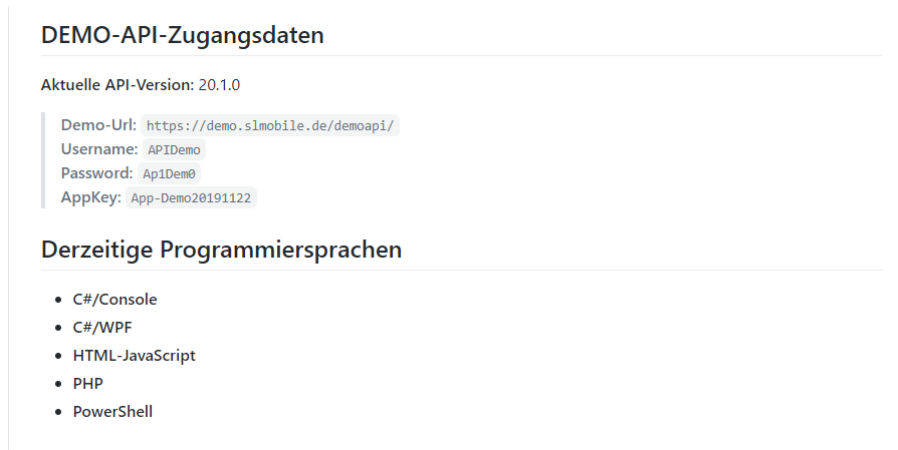 DEMO-API-Zugangsdaten
Aktuelle API-Version: 20.1.0
Demo-Url: https://demo.slmobile.de/demoapi/
Username: APIDemo
Password: Ap1Dem0
AppKey: App-Demo20191122
Derzeitige Programmiersprachen
• C#/Console
• C#/WPF
• HTML-JavaScript
• PHP
• PowerShell